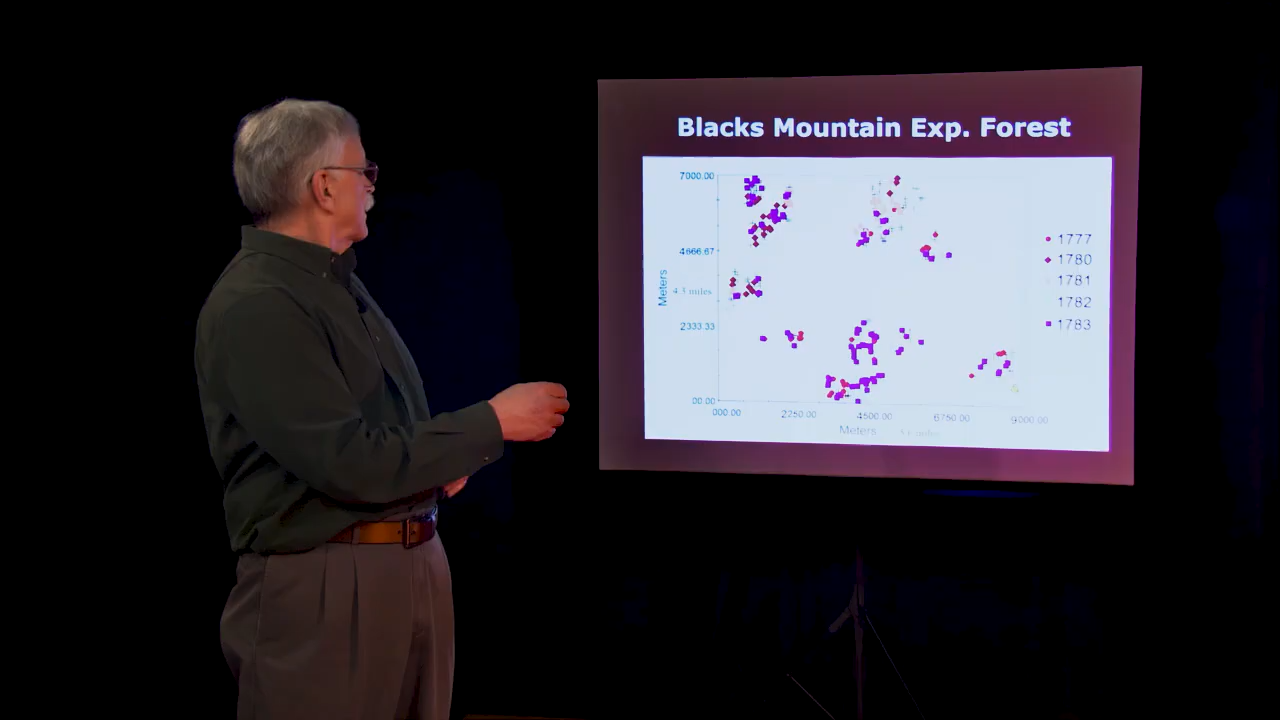 Blacks Mountain Exp. Forest
7000.00
4666.67
2333.33
00.00
Meters
000.00 2250.00 4500.00 6750.00 9000.00
Meters
1777
1780
1781
1782
1783